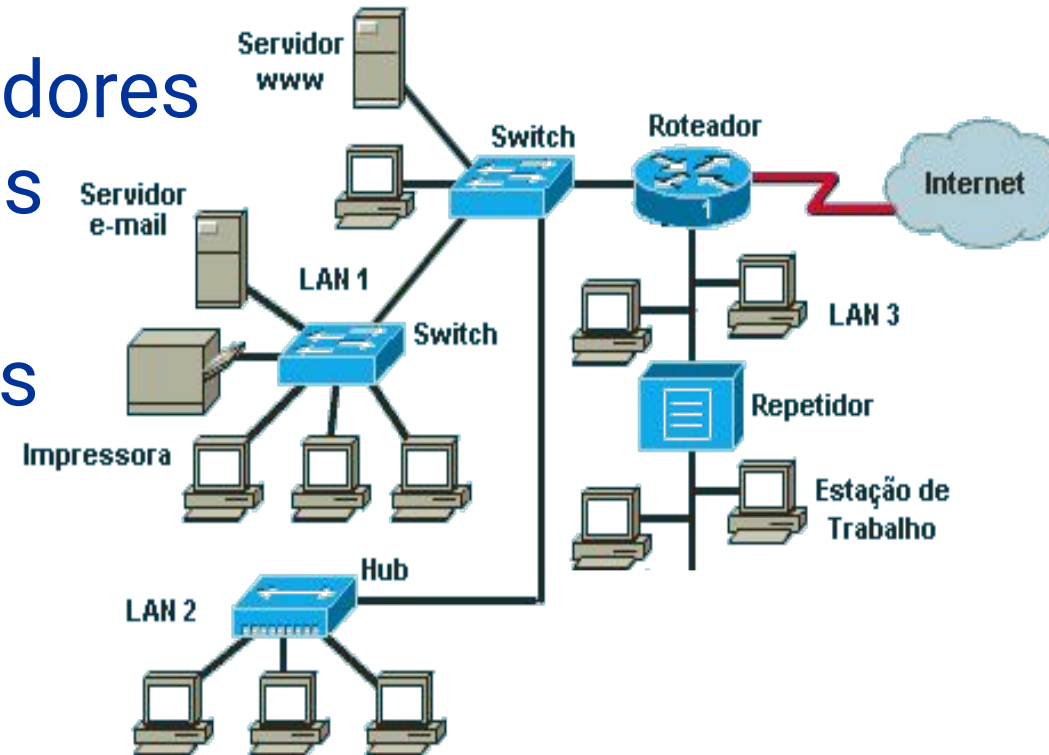 dores
s
s
Servidor
www
Switch
Roteador
1
Internet
Servidor
e-mail
LAN 1
Switch
LAN 3
Impressora
Repetidor
Estação de
Trabalho
Hub
LAN 2